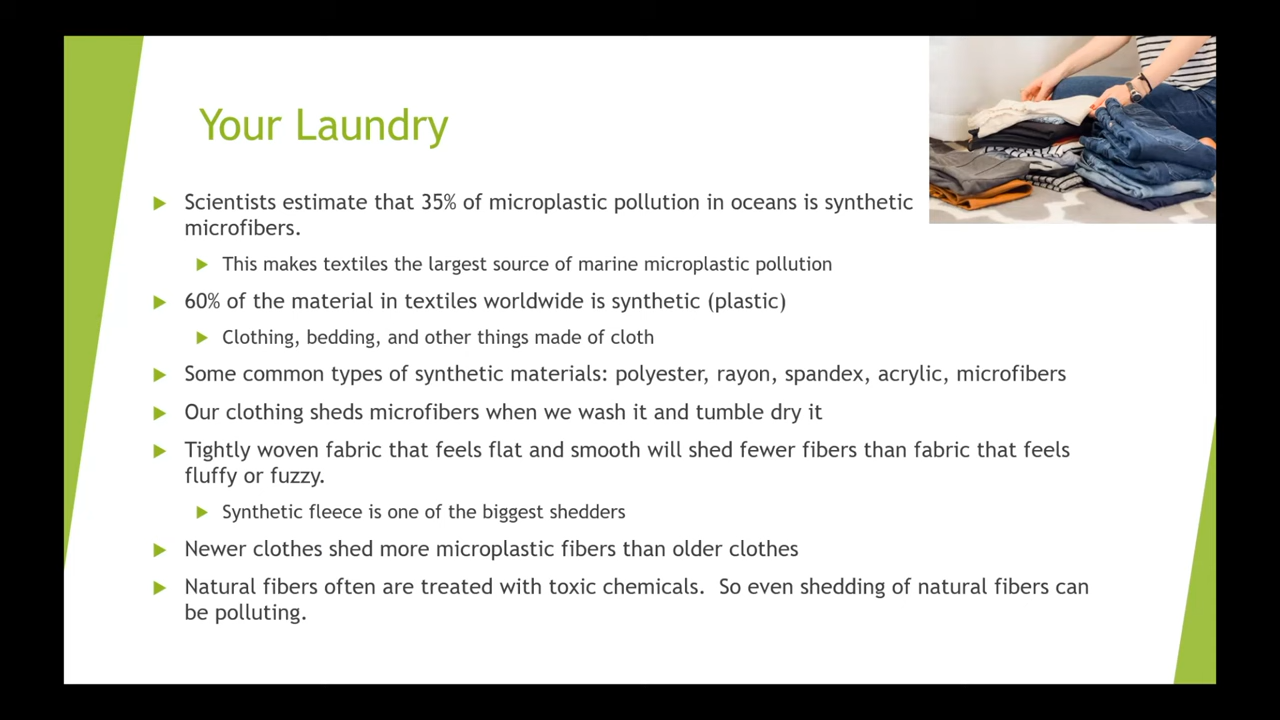 Your Laundry
Scientists estimate that 35% of microplastic pollution in oceans is synthetic
microfibers.
This makes textiles the largest source of marine microplastic pollution
60% of the material in textiles worldwide is synthetic (plastic)
Clothing, bedding, and other things made of cloth
Some common types of synthetic materials: polyester, rayon, spandex, acrylic, microfibers
Our clothing sheds microfibers when we wash it and tumble dry it
Tightly woven fabric that feels flat and smooth will shed fewer fibers than fabric that feels
fluffy or fuzzy.
Synthetic fleece is one of the biggest shedders
Newer clothes shed more microplastic fibers than older clothes
Natural fibers often are treated with toxic chemicals.  So even shedding of natural fibers can
be polluting.